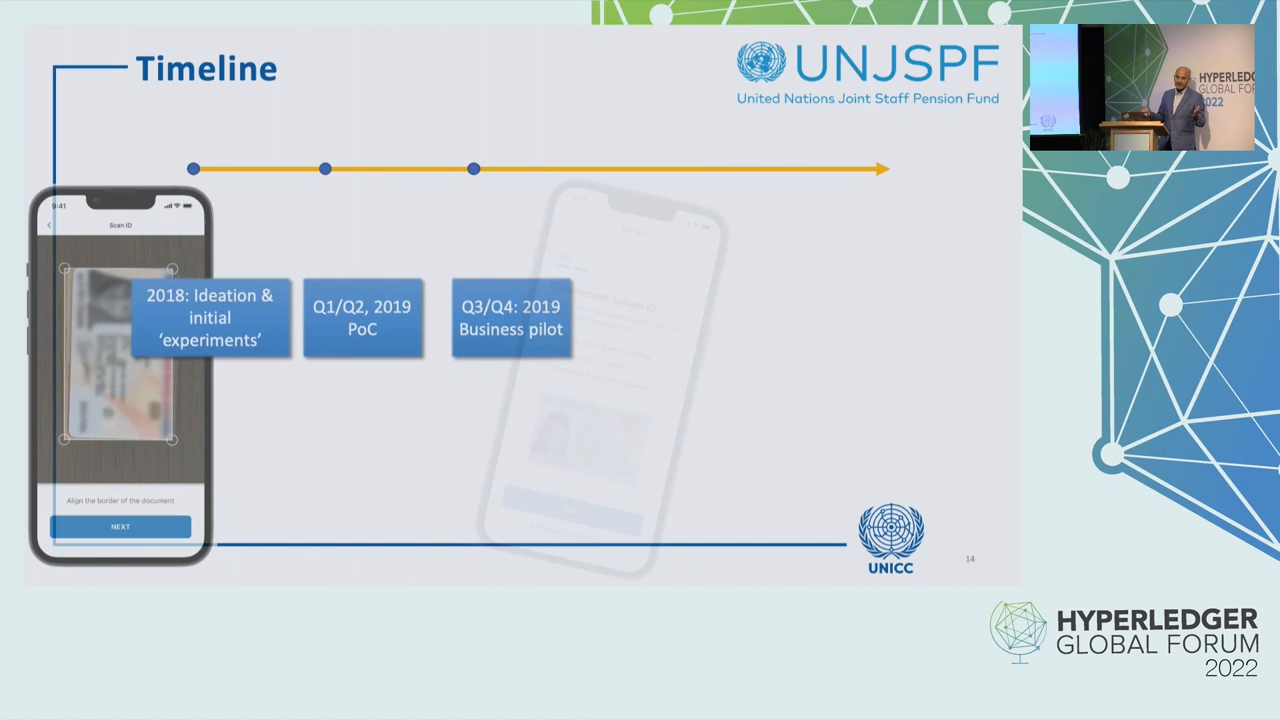 Timeline
UNJSPF
United Nations Joint Staff Pension Fund
HYPERLEDGER
GLOBAL FORUM
2022
9:41
Scan ID
2018: Ideation &
initial
‘experiments’
Q1/Q2, 2019
PoC
Q3/Q4: 2019
Business pilot
Align the border of the document
NEXT
UNICC
14
HYPERLEDGER
GLOBAL FORUM
2022